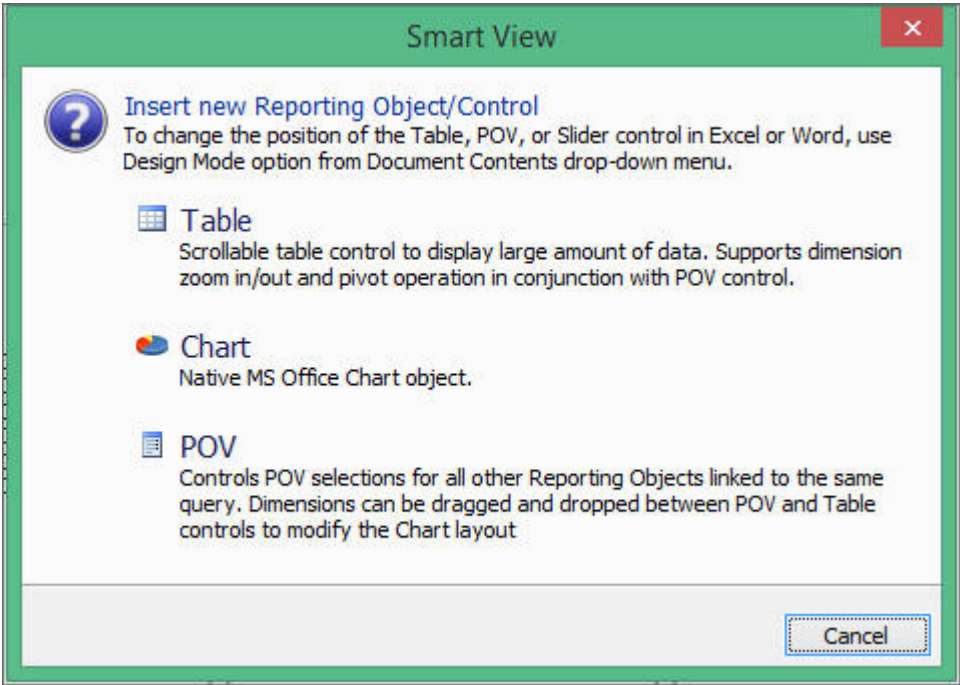 Smart View
Insert new Reporting Object/Control
To change the position of the Table, POV, or Slider control in Excel or Word, use
Design Mode option from Document Contents drop-down menu.
Table
Scrollable table control to display large amount of data. Supports dimension
zoom in/out and pivot operation in conjunction with POV control.
Chart
Native MS Office Chart object.
POV
Controls POV selections for all other Reporting Objects linked to the same
query. Dimensions can be dragged and dropped between POV and Table
controls to modify the Chart layout
Cancel